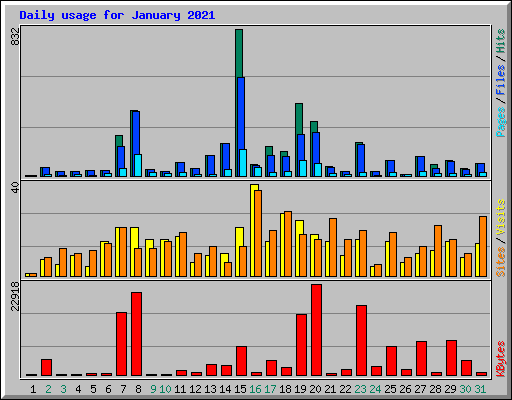 Daily usage for January 2021
832
Pages / Files / Hits
40
Sites / Visits
22918
KBytes
1 2 3 4 5 6 7 8 9 10 11 12 13 14 15 16 17 18 19 20 21 22 23 24 25 26 27 28 29 30 31